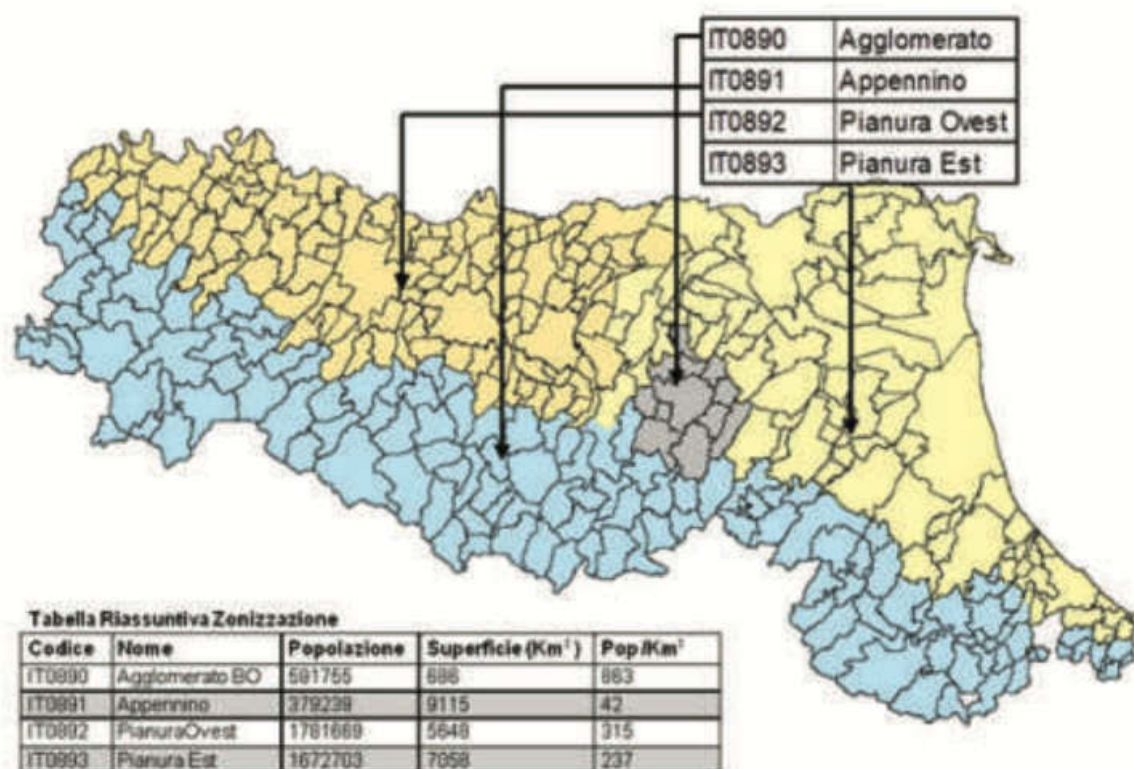 IT0890 Agglomerato
IT0891 Appennino
IT0892 Pianura Ovest
IT0893 Pianura Est
Tabella Riassuntiva Zonizzazione
Codice Nome Popolazione Superficie (Km²) Pop/Km²
IT0890 Agglomerato BO 591755 686 863
IT0891 Appennino 379239 9115 42
IT0892 PianuraOvest 1781669 5648 315
IT0893 Pianura Est 1672703 7058 237